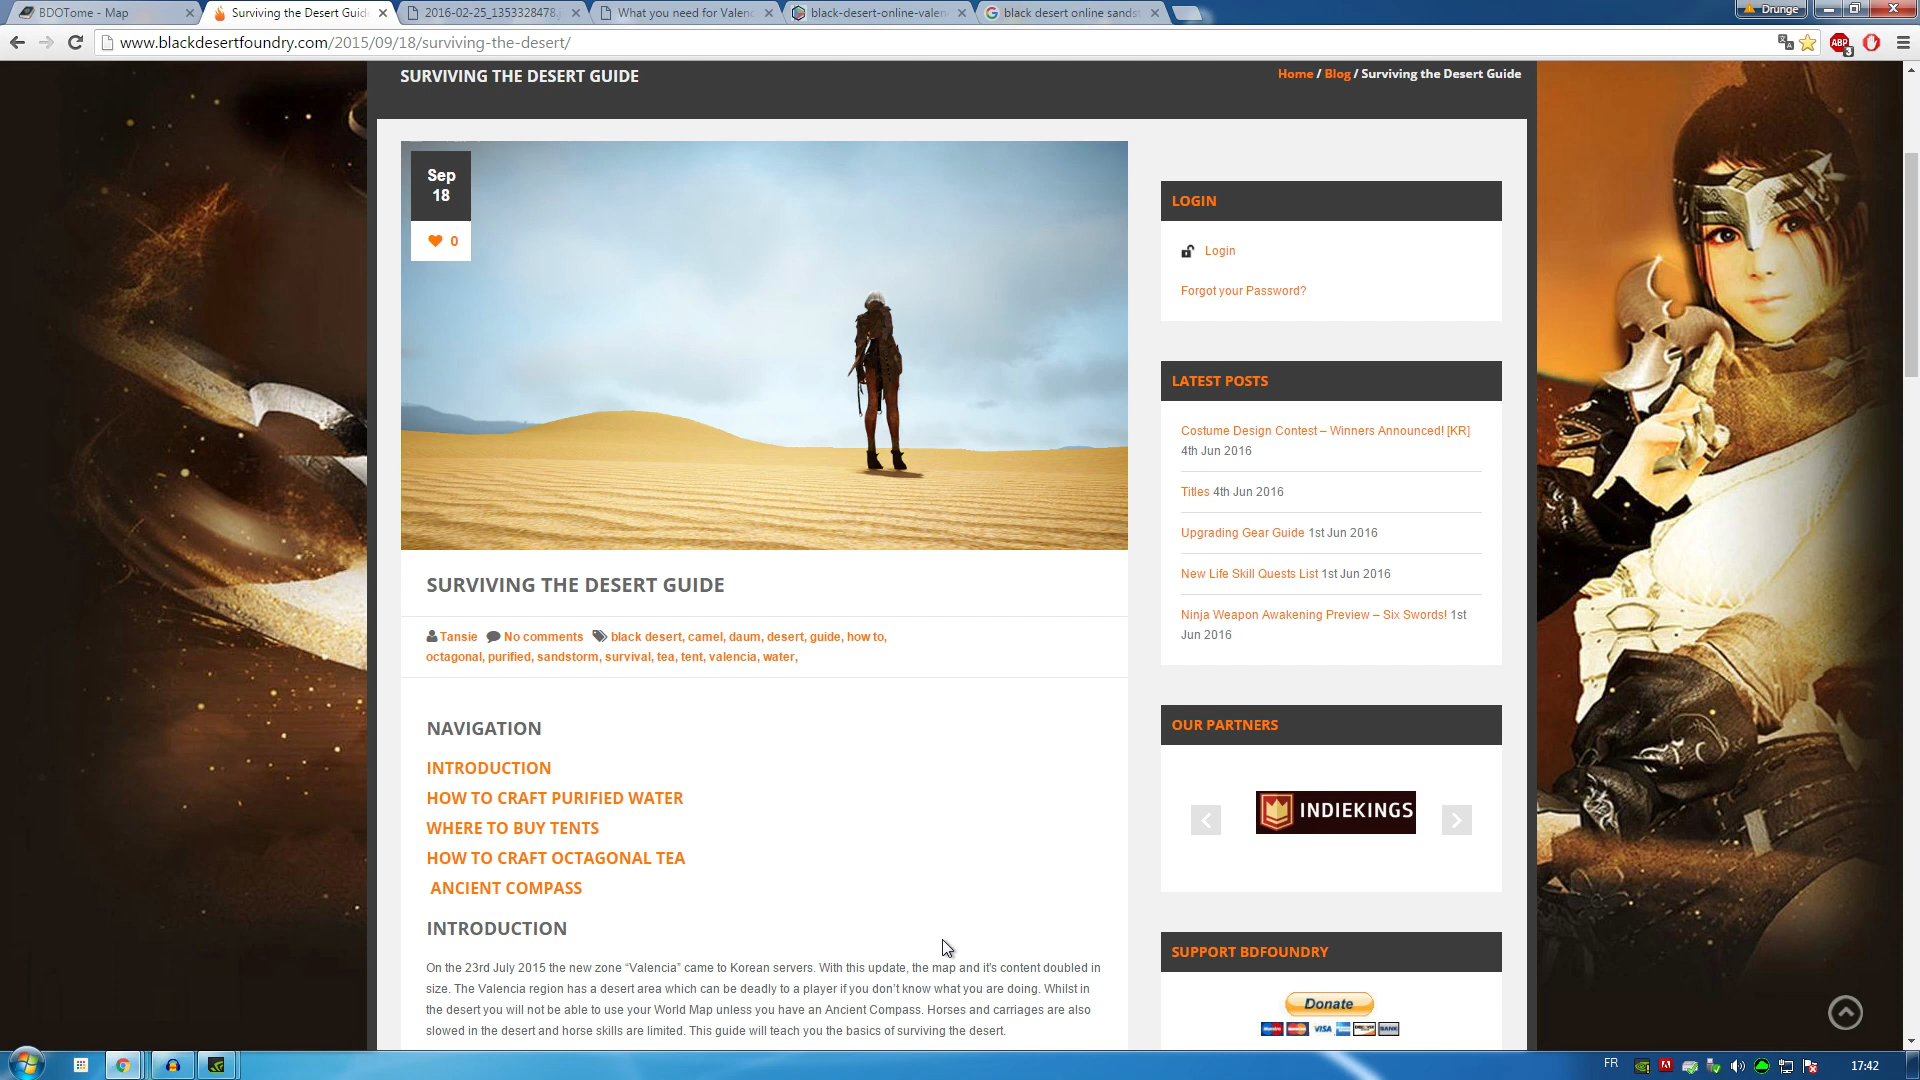 BDOTome - Map
Surviving the Desert Guid
2016-02-25_1353328478.j
What you need for Valenc
black-desert-online-valen
black desert online sands
Drunge
www.blackdesertfoundry.com/2015/09/18/surviving-the-desert/
ABP
3
SURVIVING THE DESERT GUIDE
Home / Blog / Surviving the Desert Guide
Sep
18
0
SURVIVING THE DESERT GUIDE
Tansie No comments black desert, camel, daum, desert, guide, how to,
octagonal, purified, sandstorm, survival, tea, tent, valencia, water,
NAVIGATION
INTRODUCTION
HOW TO CRAFT PURIFIED WATER
WHERE TO BUY TENTS
HOW TO CRAFT OCTAGONAL TEA
ANCIENT COMPASS
INTRODUCTION
On the 23rd July 2015 the new zone “Valencia” came to Korean servers. With this update, the map and it’s content doubled in
size. The Valencia region has a desert area which can be deadly to a player if you don’t know what you are doing. Whilst in
the desert you will not be able to use your World Map unless you have an Ancient Compass. Horses and carriages are also
slowed in the desert and horse skills are limited. This guide will teach you the basics of surviving the desert.
LOGIN
Login
Forgot your Password?
LATEST POSTS
Costume Design Contest – Winners Announced! [KR]
4th Jun 2016
Titles 4th Jun 2016
Upgrading Gear Guide 1st Jun 2016
New Life Skill Quests List 1st Jun 2016
Ninja Weapon Awakening Preview – Six Swords! 1st
Jun 2016
OUR PARTNERS
INDIEKINGS
SUPPORT BDFOUNDRY
Donate
VISA
BANK
FR
17:42